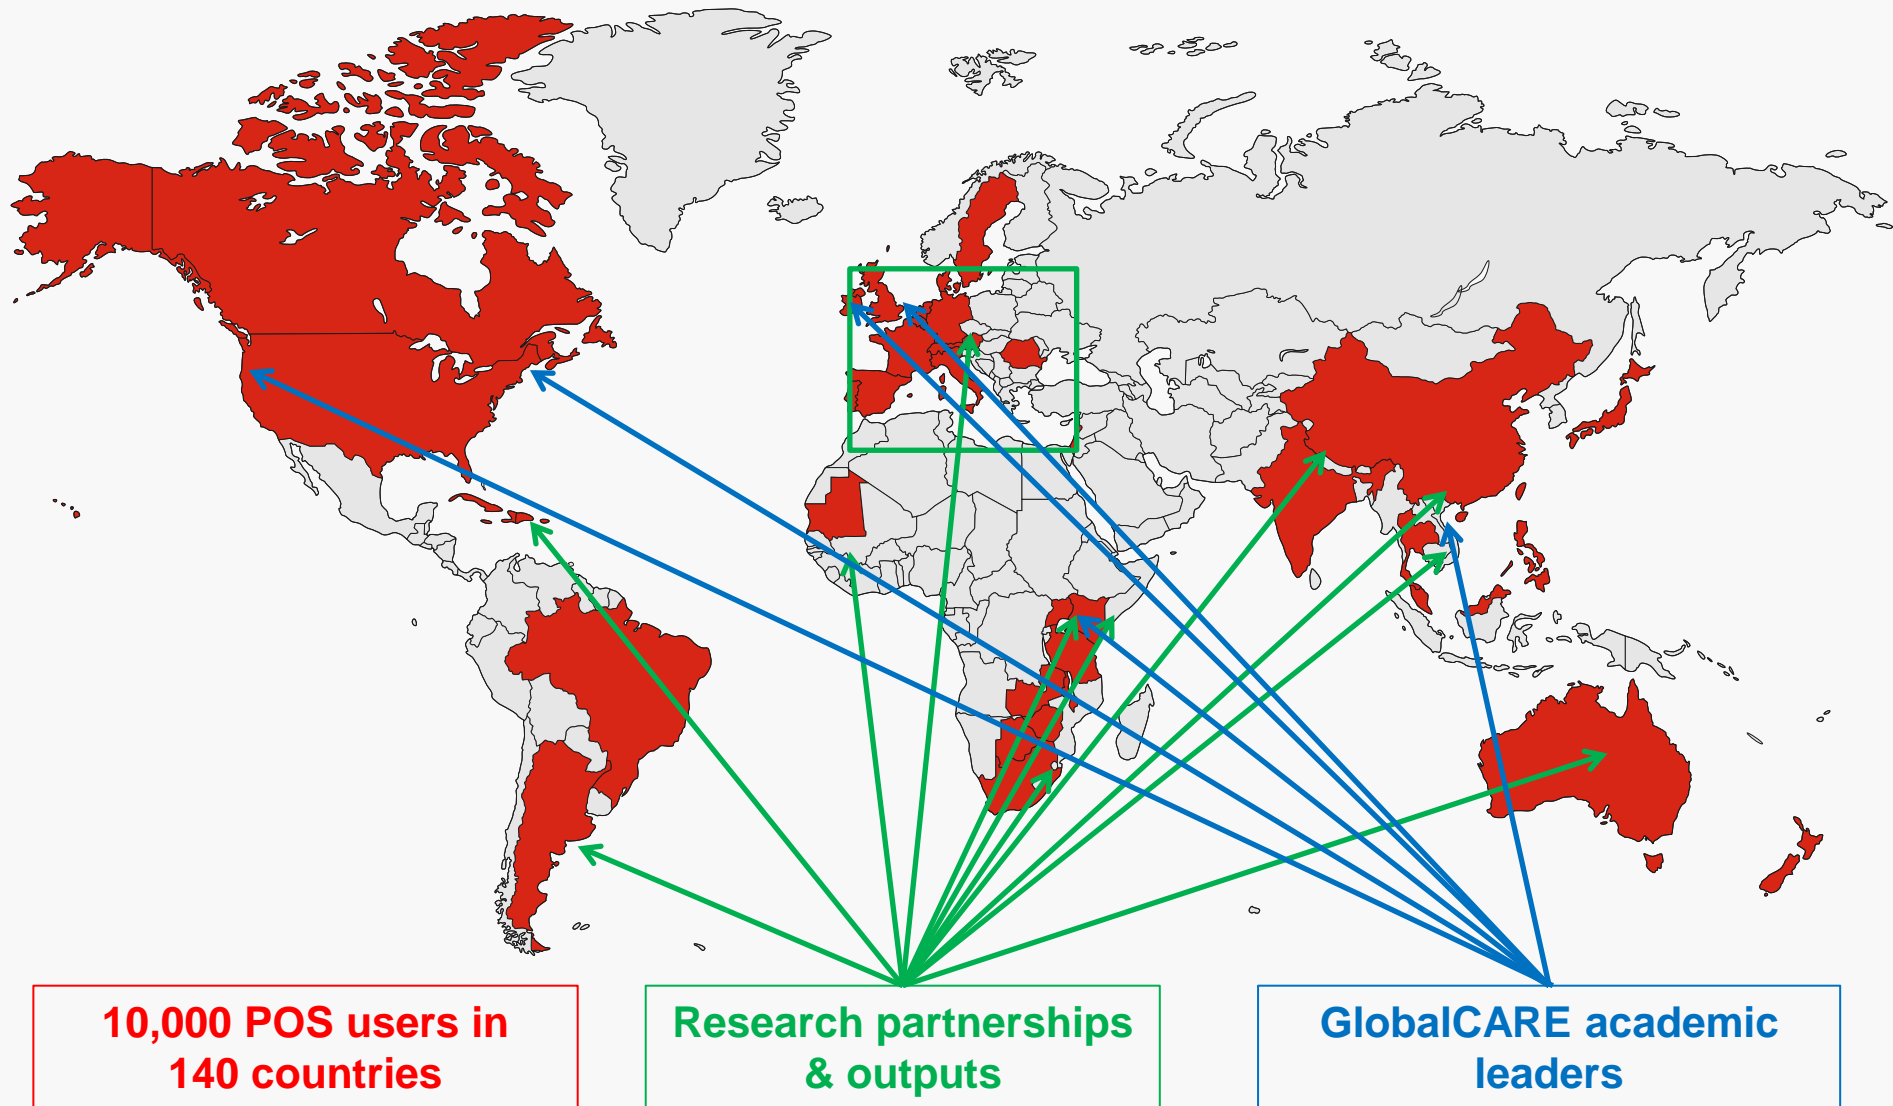 10,000 POS users in
140 countries
Research partnerships
& outputs
GlobalCARE academic
leaders